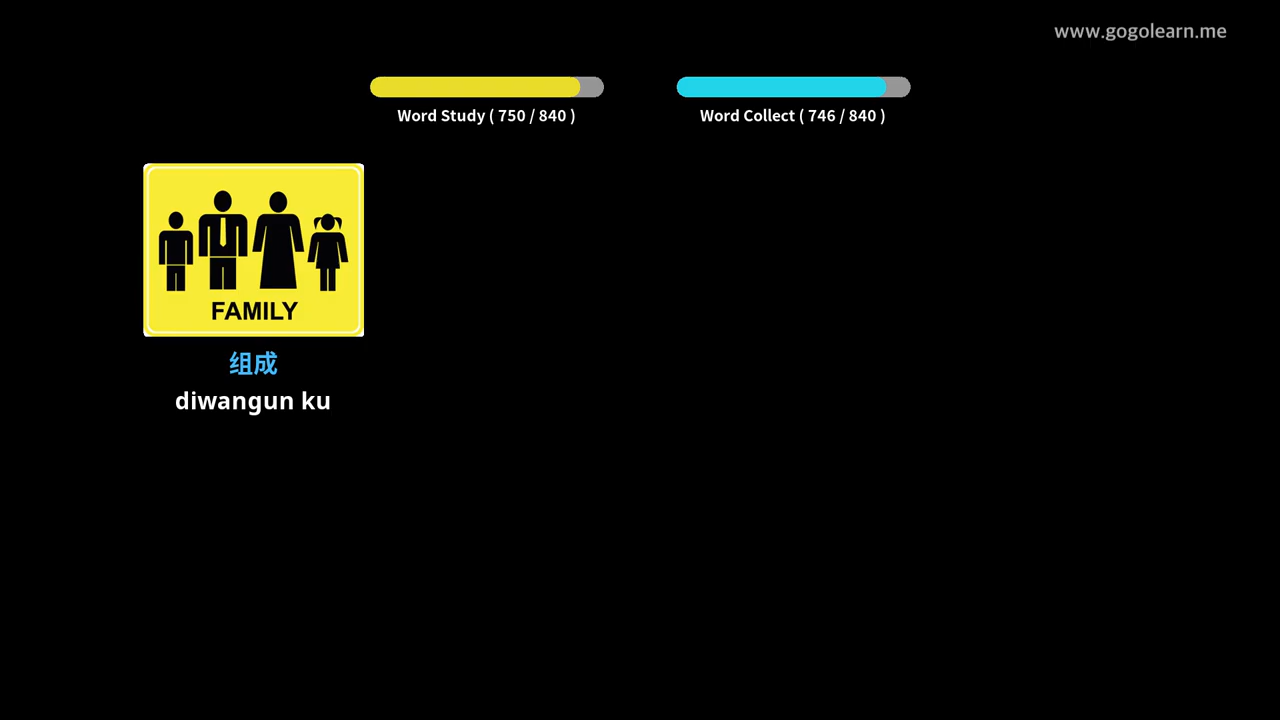 www.gogolearn.me
Word Study ( 750 / 840 )
Word Collect ( 746 / 840 )
FAMILY
组成
diwangun ku